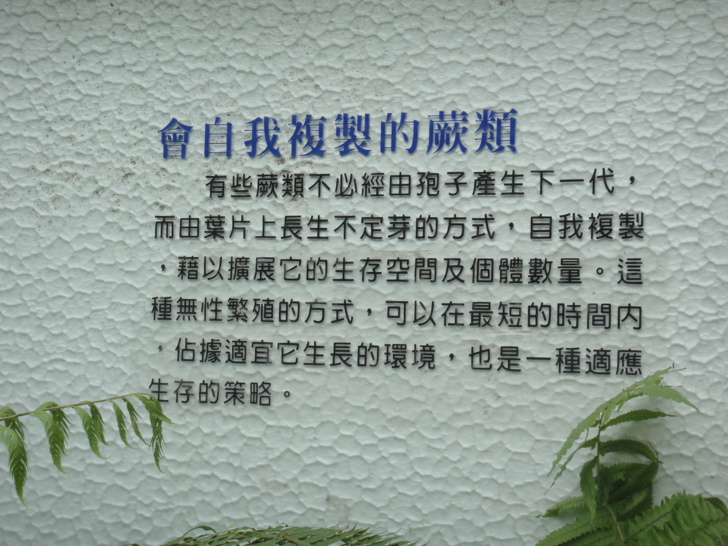 會自我複製的蕨類
有些蕨類不必經由孢子產生下一代，
而由葉片上長生不定芽的方式，自我複製
，藉以擴展它的生存空間及個體數量。這
種無性繁殖的方式，可以在最短的時間內
，佔據適宜它生長的環境，也是一種適應
生存的策略。